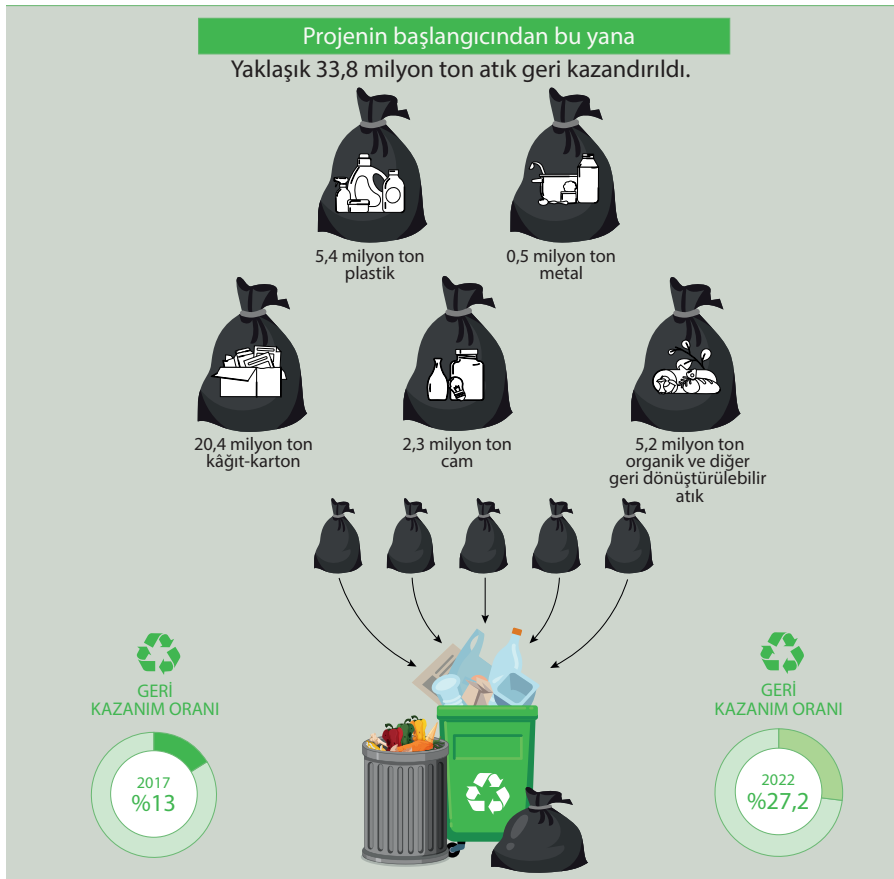 Projenin başlangıcından bu yana
Yaklaşık 33,8 milyon ton atık geri kazandırıldı.
5,4 milyon ton
plastik
0,5 milyon ton
metal
20,4 milyon ton
kâğıt-karton
2,3 milyon ton
cam
5,2 milyon ton
organik ve diğer
geri dönüştürülebilir
atık
GERİ
KAZANIM ORANI
2017
%13
GERİ
KAZANIM ORANI
2022
%27,2